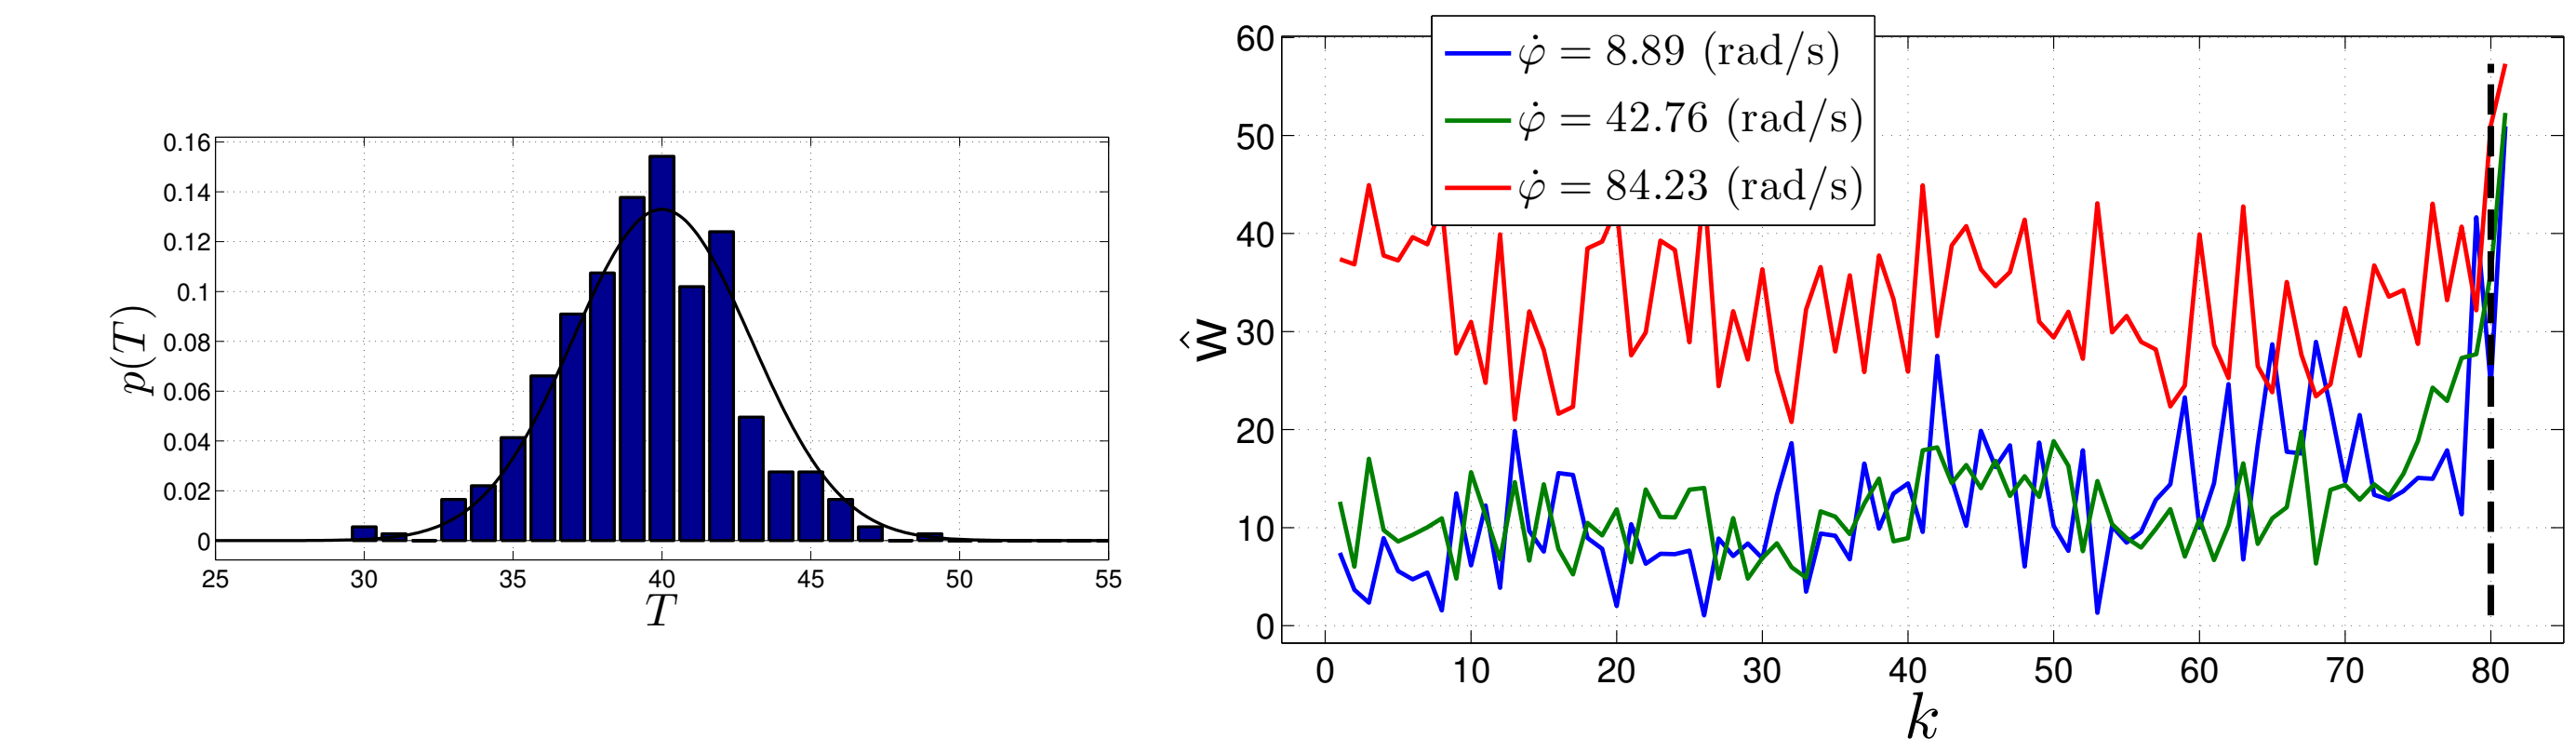 0.16
0.14
0.12
0.1
0.08
0.06
0.04
0.02
0
p(T)
25 30 35 40 45 50 55
T
φ̇ = 8.89 (rad/s)
φ̇ = 42.76 (rad/s)
φ̇ = 84.23 (rad/s)
60
50
40
30
20
10
0
ŵ
0 10 20 30 40 50 60 70 80
k